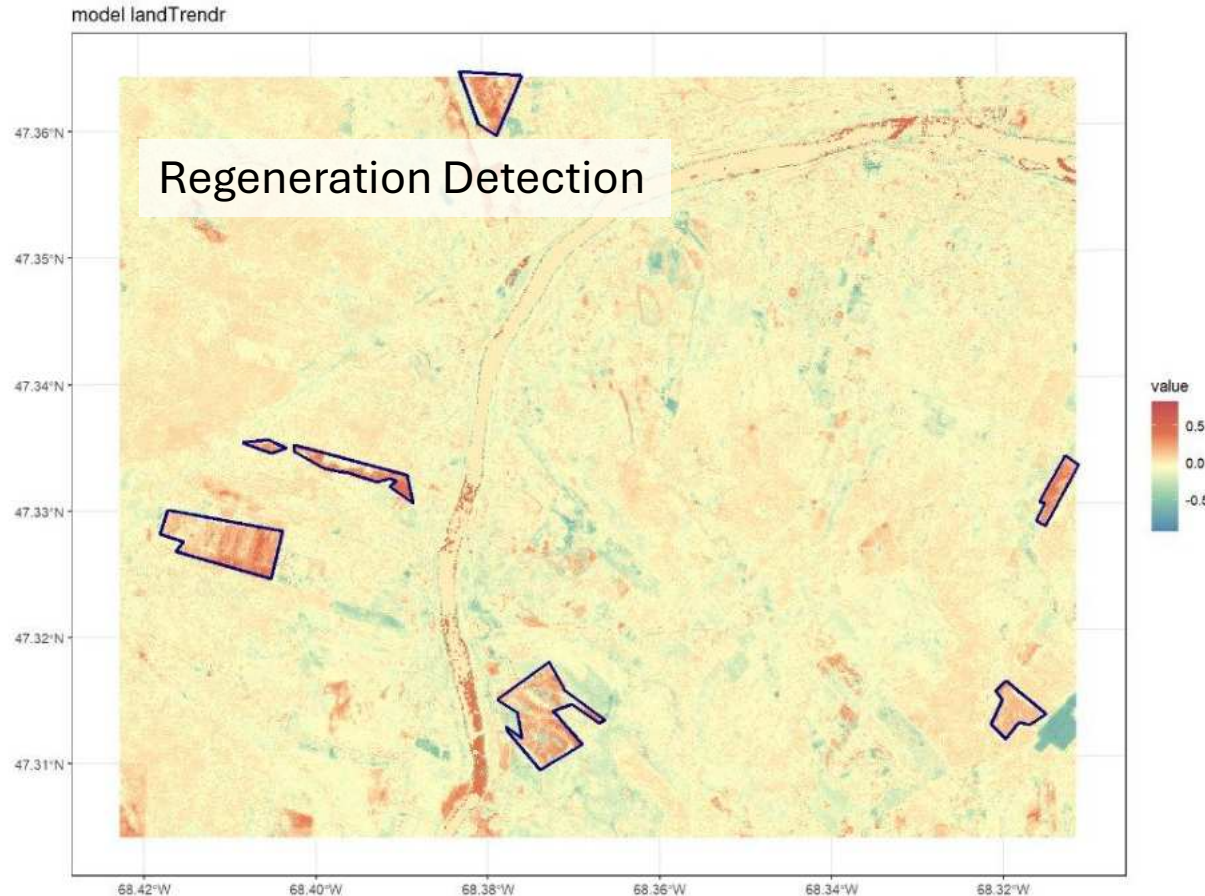 model landTrendr
Regeneration Detection
47.36°N
47.35°N
47.34°N
47.33°N
47.32°N
47.31°N
68.42°W
68.40°W
68.38°W
68.36°W
68.34°W
68.32°W
value
0.5
0.0
-0.5